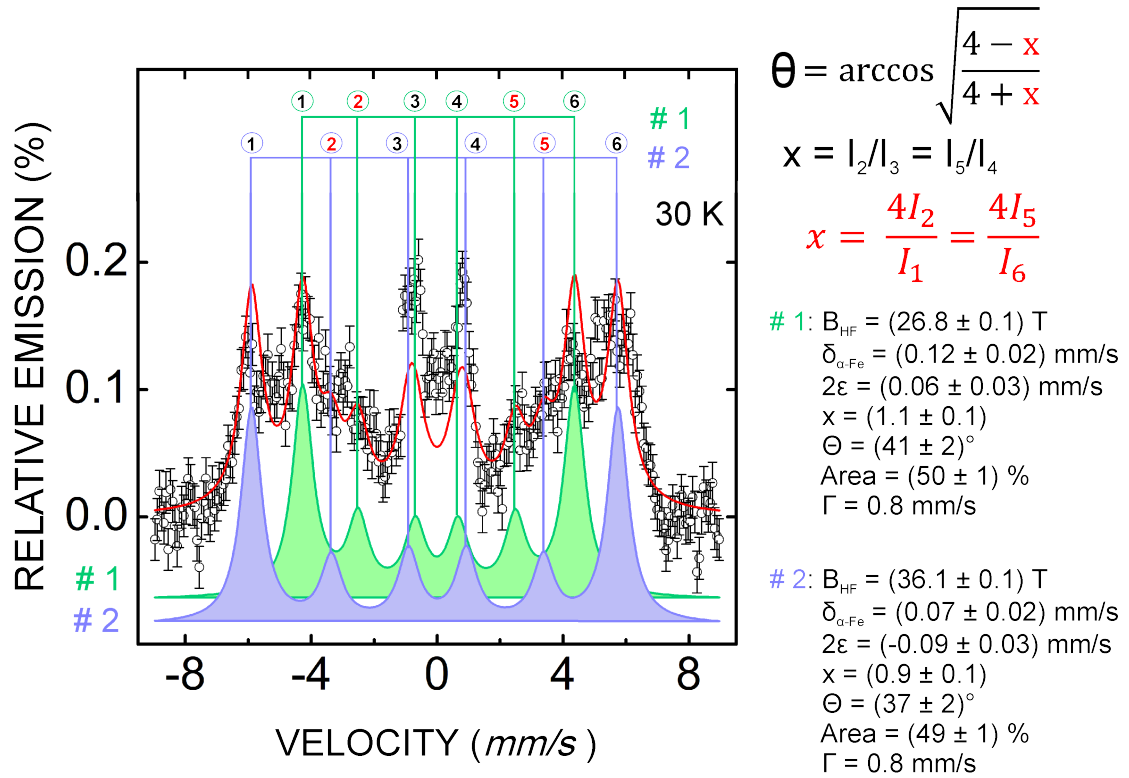 ① ② ③ ④ ⑤ ⑥
# 1
① ② ③ ④ ⑤ ⑥
# 2
30 K
RELATIVE EMISSION (%)
0.2
0.1
0.0
# 1
# 2
-8 -4 0 4 8
VELOCITY (mm/s )
θ = arccos √((4 − x)/(4 + x))
x = I₂/I₃ = I₅/I₄
x = 4I₂/I₁ = 4I₅/I₆
# 1: B_HF = (26.8 ± 0.1) T
δ_α-Fe = (0.12 ± 0.02) mm/s
2ε = (0.06 ± 0.03) mm/s
x = (1.1 ± 0.1)
Θ = (41 ± 2)°
Area = (50 ± 1) %
Γ = 0.8 mm/s
# 2: B_HF = (36.1 ± 0.1) T
δ_α-Fe = (0.07 ± 0.02) mm/s
2ε = (-0.09 ± 0.03) mm/s
x = (0.9 ± 0.1)
Θ = (37 ± 2)°
Area = (49 ± 1) %
Γ = 0.8 mm/s